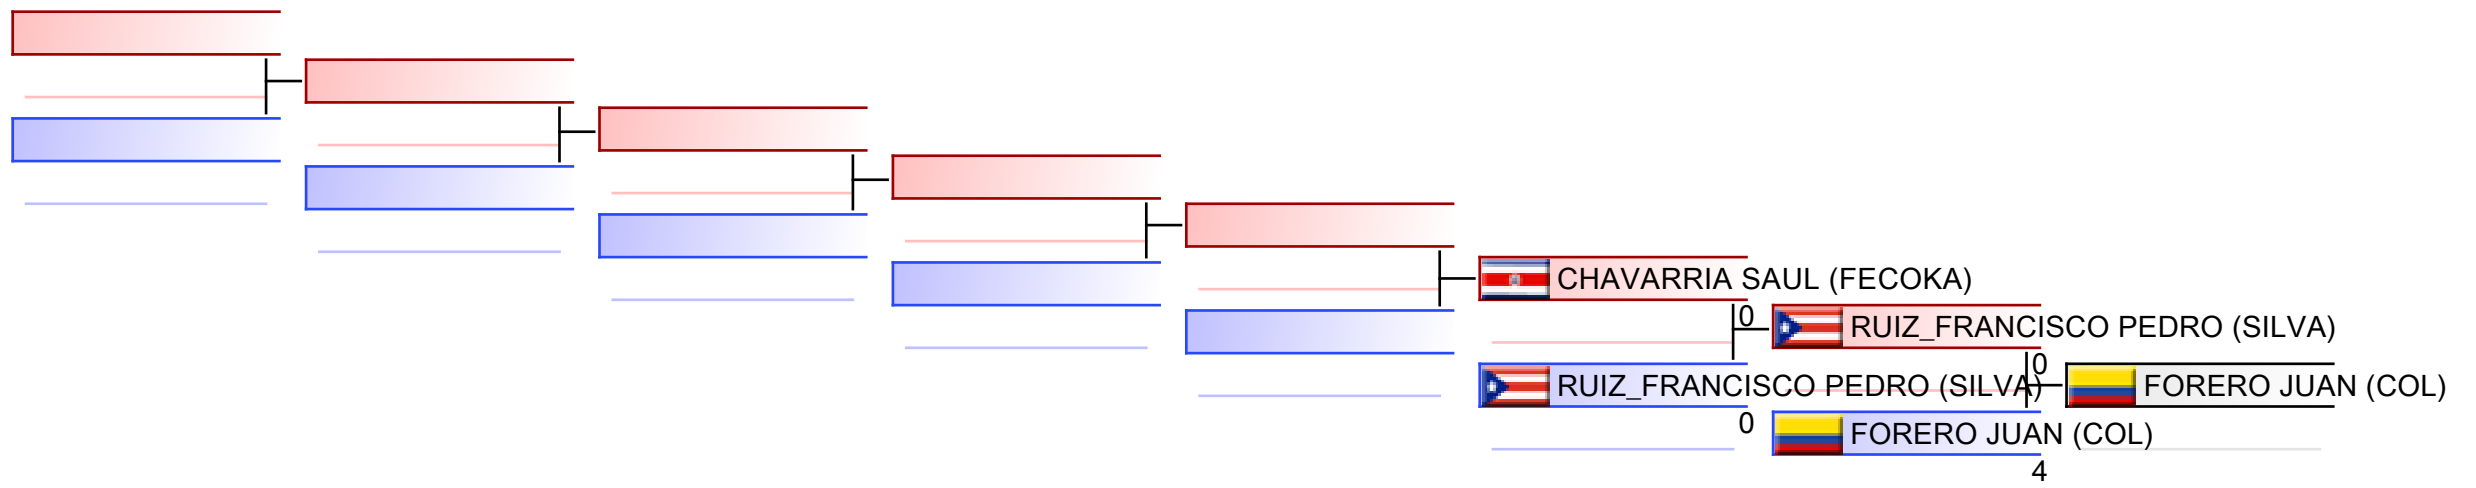 CHAVARRIA SAUL (FECOKA)
0
RUIZ_FRANCISCO PEDRO (SILVA)
0
RUIZ_FRANCISCO PEDRO (SILVA)
FORERO JUAN (COL)
0
FORERO JUAN (COL)
4